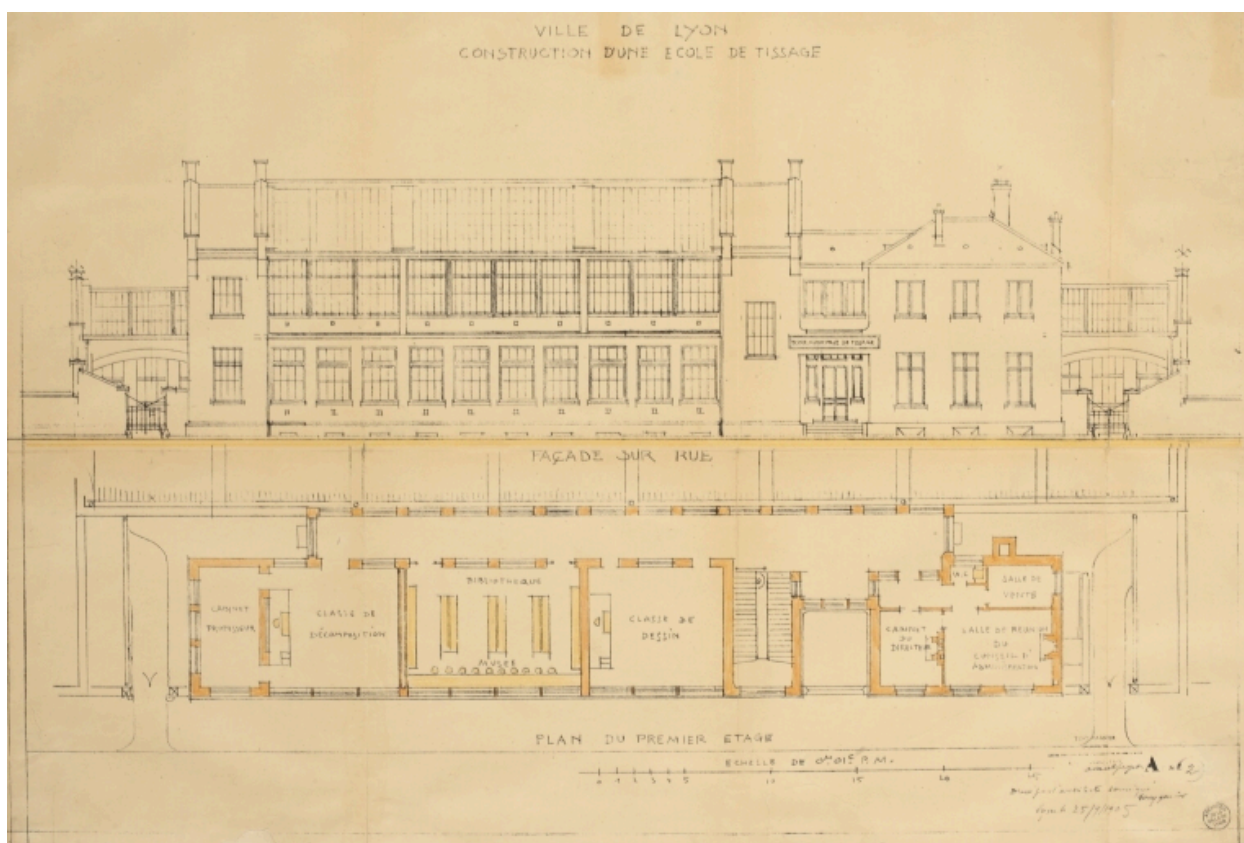 VILLE DE LYON
CONSTRUCTION D'UNE ECOLE DE TISSAGE
FAÇADE SUR RUE
CABINET
PROFESSEUR
CLASSE DE
DÉCOMPOSITION
BIBLIOTHEQUE
MUSEE
CLASSE DE
DESSIN
W.C.
SALLE DE
VISITE
CABINET
DU
DIRECTEUR
SALLE DE REUNION
DU
CONSEIL D'
ADMINISTRATION
PLAN DU PREMIER ETAGE
ECHELLE DE 0M.01C P.M.
0 1 2 3 4 5 10 15 20 25
A